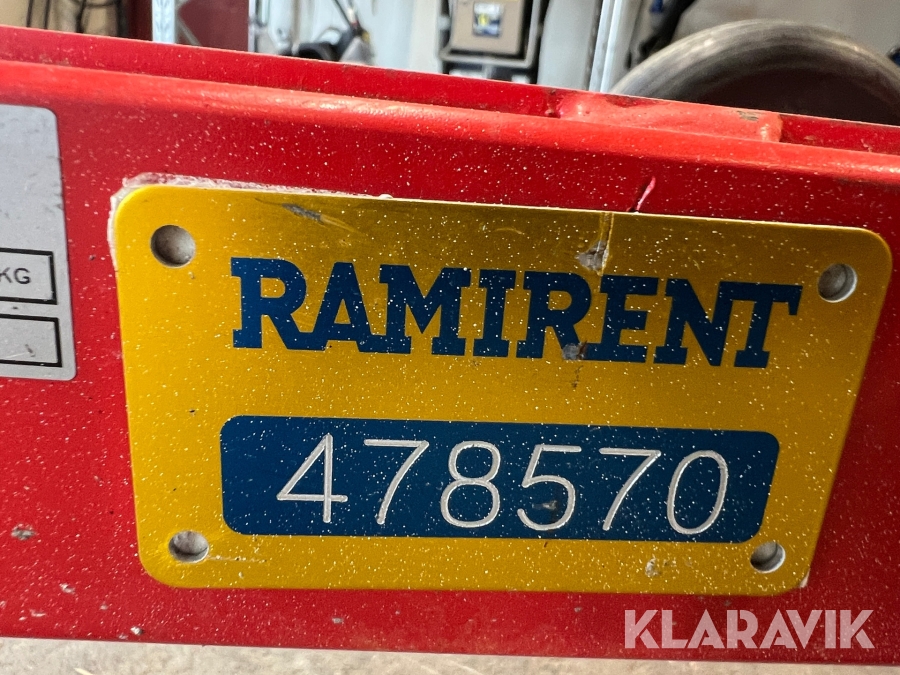 KG
RAMIRENT
478570
KLARAVIK